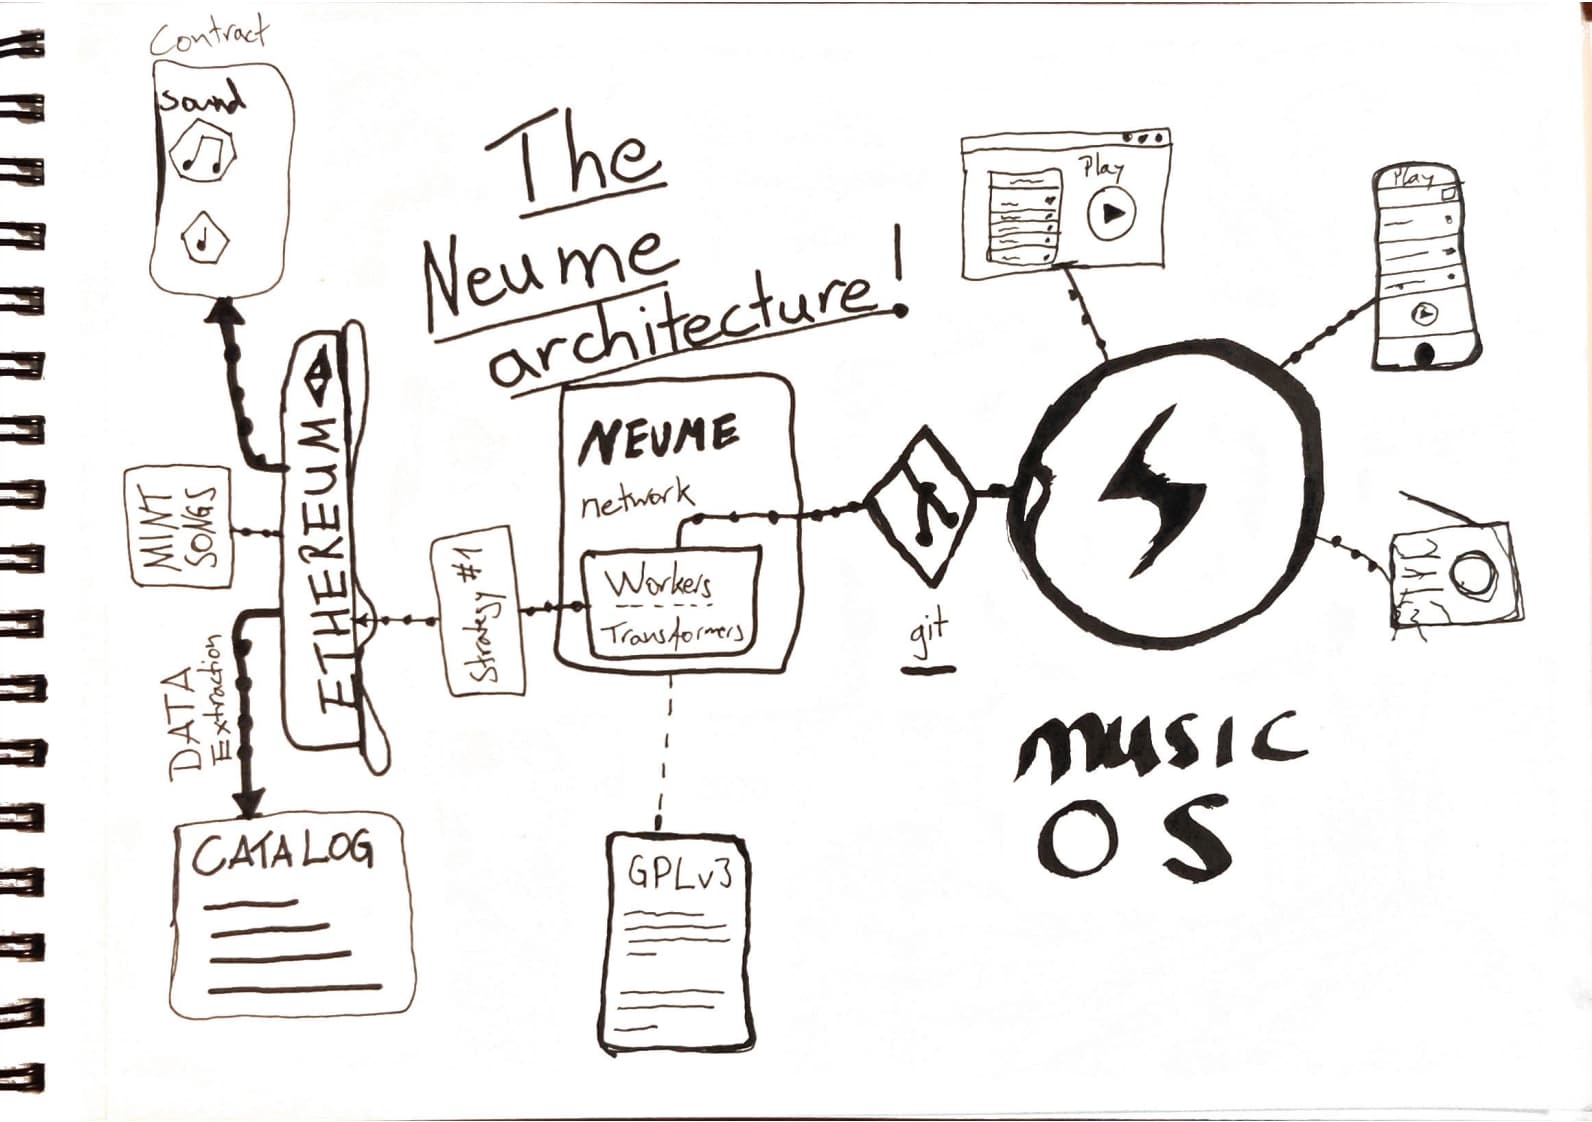 Contract
Sound
The
Neume
architecture!
Play
Play
ETHEREUM
MINT
SONGS
NEUME
network
Workers
Transformers
Strategy #1
git
DATA
Extraction
music
OS
CATALOG
GPLv3